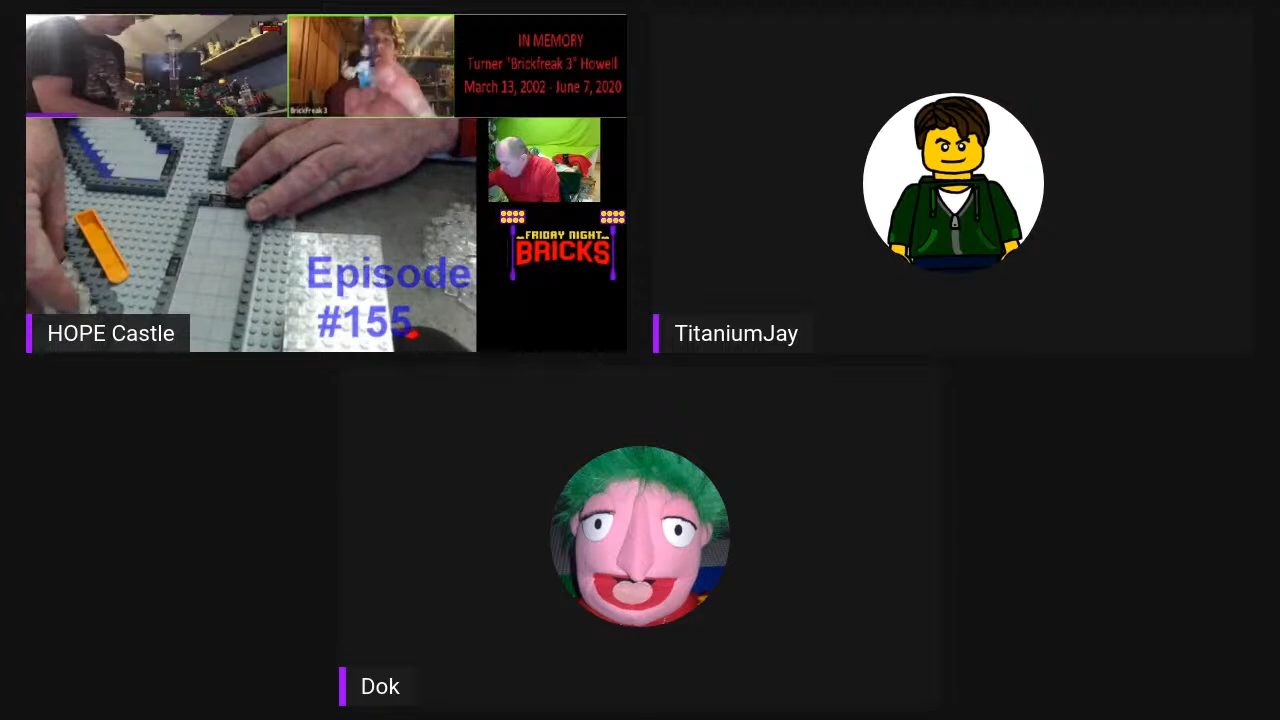 IN MEMORY
Turner "Brickfreak 3" Howell
March 13, 2002 - June 7, 2020
BrickFreak 3
FRIDAY NIGHT
BRICKS
Episode
#155
HOPE Castle
TitaniumJay
Dok